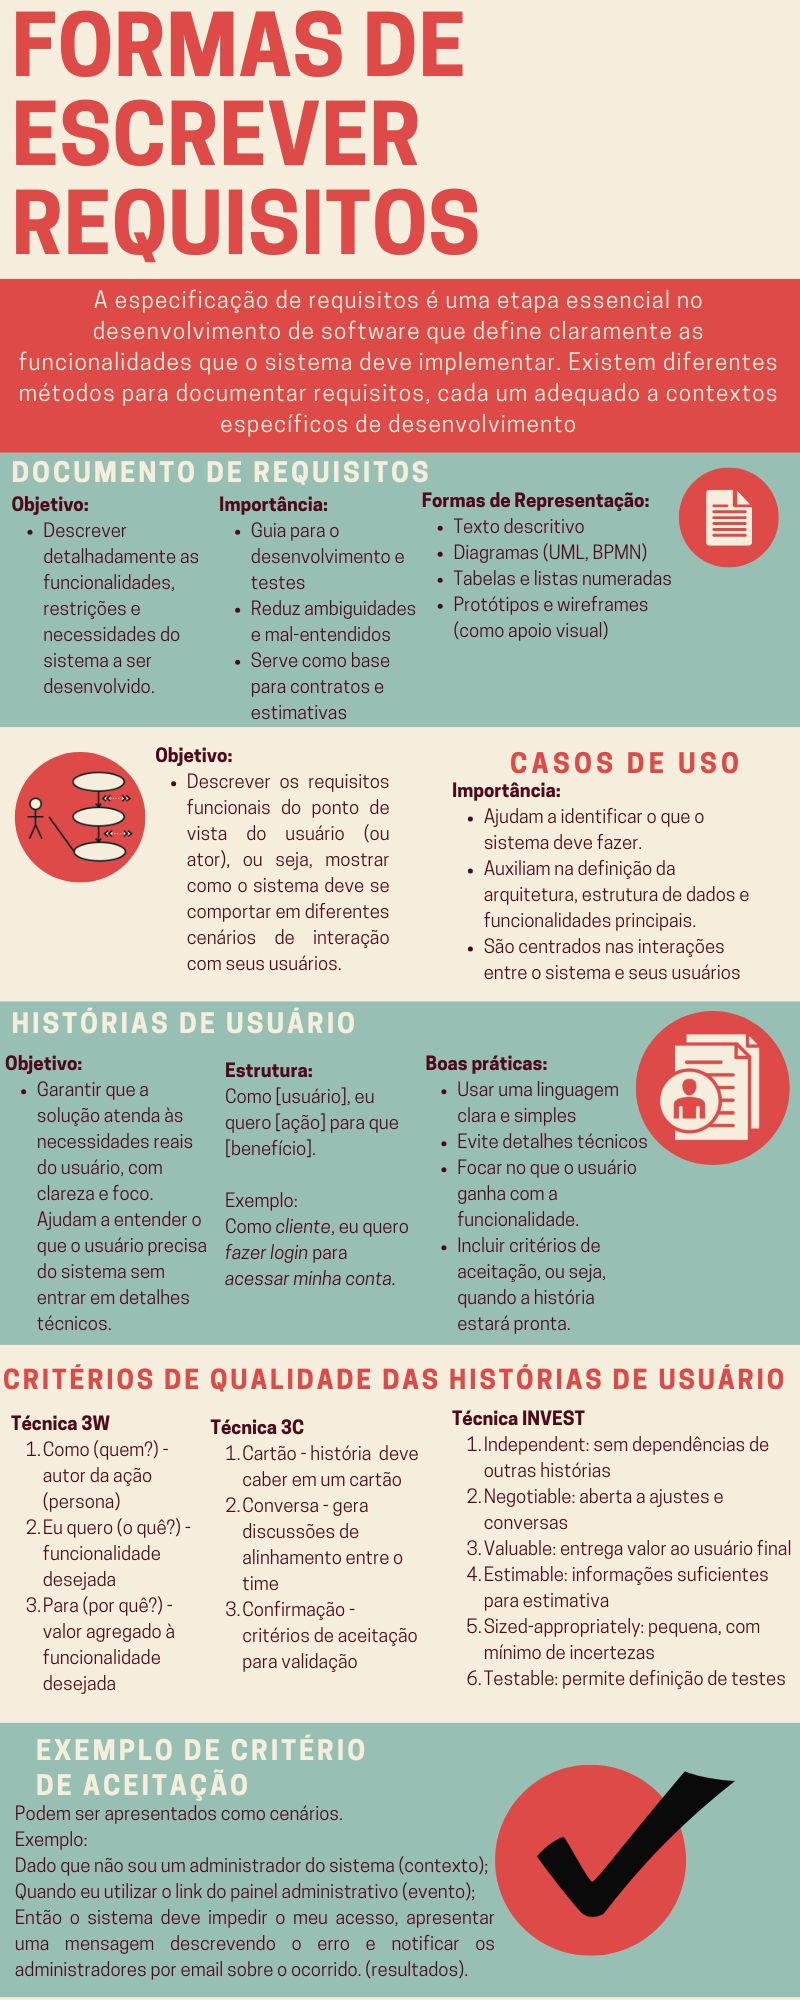 FORMAS DE
ESCREVER
REQUISITOS
A especificação de requisitos é uma etapa essencial no
desenvolvimento de software que define claramente as
funcionalidades que o sistema deve implementar. Existem diferentes
métodos para documentar requisitos, cada um adequado a contextos
específicos de desenvolvimento
DOCUMENTO DE REQUISITOS
Objetivo:
• Descrever
detalhadamente as
funcionalidades,
restrições e
necessidades do
sistema a ser
desenvolvido.
Importância:
• Guia para o
desenvolvimento e
testes
• Reduz ambiguidades
e mal-entendidos
• Serve como base
para contratos e
estimativas
Formas de Representação:
• Texto descritivo
• Diagramas (UML, BPMN)
• Tabelas e listas numeradas
• Protótipos e wireframes
(como apoio visual)
Objetivo:
• Descrever os requisitos
funcionais do ponto de
vista do usuário (ou
ator), ou seja, mostrar
como o sistema deve se
comportar em diferentes
cenários de interação
com seus usuários.
CASOS DE USO
Importância:
• Ajudam a identificar o que o
sistema deve fazer.
• Auxiliam na definição da
arquitetura, estrutura de dados e
funcionalidades principais.
• São centrados nas interações
entre o sistema e seus usuários
HISTÓRIAS DE USUÁRIO
Objetivo:
• Garantir que a
solução atenda às
necessidades reais
do usuário, com
clareza e foco.
Ajudam a entender o
que o usuário precisa
do sistema sem
entrar em detalhes
técnicos.
Estrutura:
Como [usuário], eu
quero [ação] para que
[benefício].
Exemplo:
Como cliente, eu quero
fazer login para
acessar minha conta.
Boas práticas:
• Usar uma linguagem
clara e simples
• Evite detalhes técnicos
• Focar no que o usuário
ganha com a
funcionalidade.
• Incluir critérios de
aceitação, ou seja,
quando a história
estará pronta.
CRITÉRIOS DE QUALIDADE DAS HISTÓRIAS DE USUÁRIO
Técnica 3W
1. Como (quem?) -
autor da ação
(persona)
2. Eu quero (o quê?) -
funcionalidade
desejada
3. Para (por quê?) -
valor agregado à
funcionalidade
desejada
Técnica 3C
1. Cartão - história deve
caber em um cartão
2. Conversa - gera
discussões de
alinhamento entre o
time
3. Confirmação -
critérios de aceitação
para validação
Técnica INVEST
1. Independent: sem dependências de
outras histórias
2. Negotiable: aberta a ajustes e
conversas
3. Valuable: entrega valor ao usuário final
4. Estimable: informações suficientes
para estimativa
5. Sized-appropriately: pequena, com
mínimo de incertezas
6. Testable: permite definição de testes
EXEMPLO DE CRITÉRIO
DE ACEITAÇÃO
Podem ser apresentados como cenários.
Exemplo:
Dado que não sou um administrador do sistema (contexto);
Quando eu utilizar o link do painel administrativo (evento);
Então o sistema deve impedir o meu acesso, apresentar
uma mensagem descrevendo o erro e notificar os
administradores por email sobre o ocorrido. (resultados).